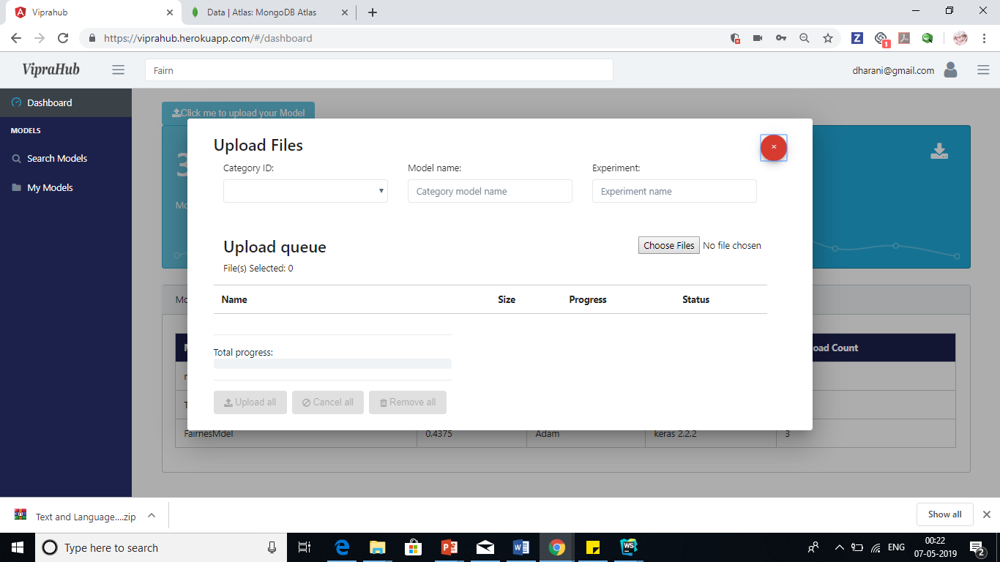 Viprahub
Data | Atlas: MongoDB Atlas
https://viprahub.herokuapp.com/#/dashboard
1
VipraHub
Fairn
dharani@gmail.com
Dashboard
MODELS
Search Models
My Models
Click me to upload your Model
3
Upload Files
×
Category ID:
Model name:
Experiment:
Category model name
Experiment name
Upload queue
Choose Files No file chosen
File(s) Selected: 0
Name Size Progress Status
Total progress:
Upload all Cancel all Remove all
oad Count
FairnesMdel 0.4375 Adam keras 2.2.2 3
Text and Language....zip
Show all
Type here to search
ENG
00:22
07-05-2019
2